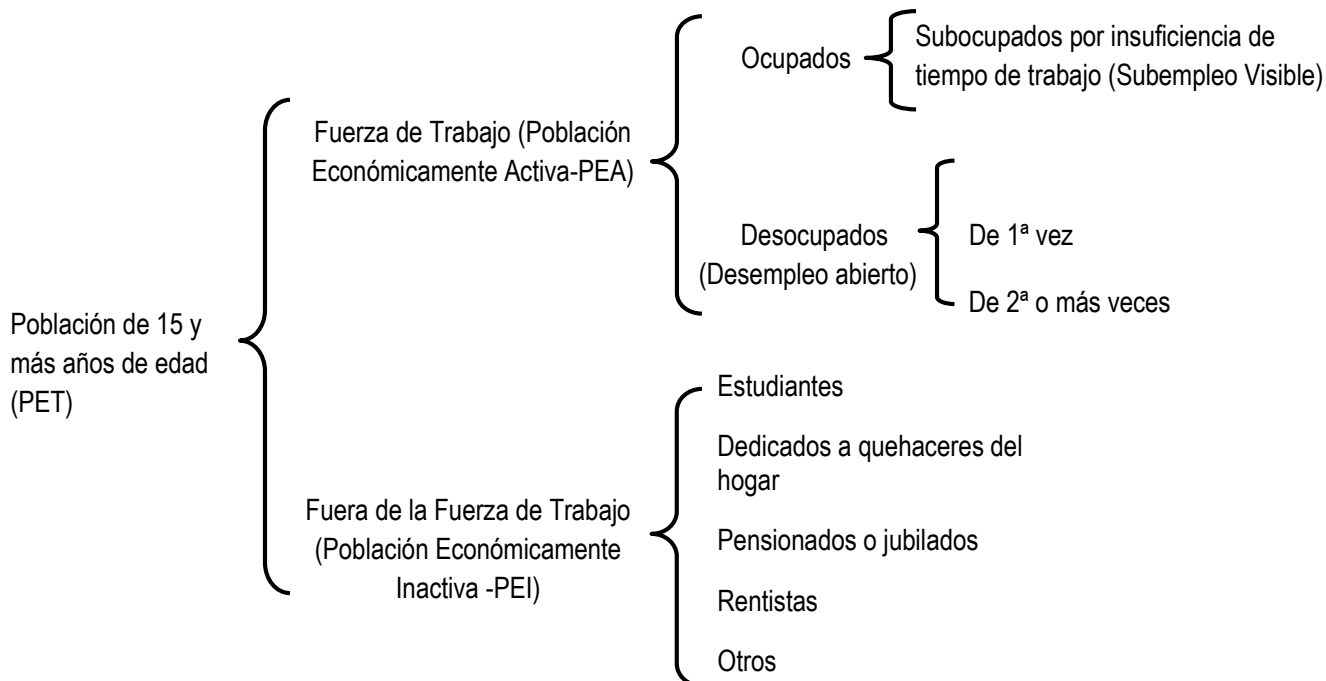 Población de 15 y
más años de edad
(PET)
Fuerza de Trabajo (Población
Económicamente Activa-PEA)
Ocupados
Subocupados por insuficiencia de
tiempo de trabajo (Subempleo Visible)
Desocupados
(Desempleo abierto)
De 1ª vez
De 2ª o más veces
Fuera de la Fuerza de Trabajo
(Población Económicamente
Inactiva -PEI)
Estudiantes
Dedicados a quehaceres del
hogar
Pensionados o jubilados
Rentistas
Otros